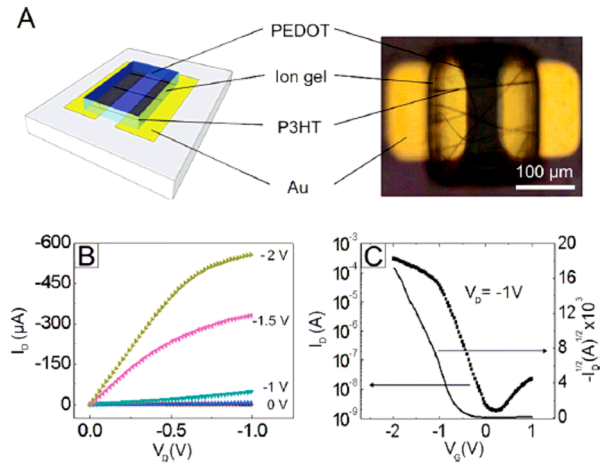 A
PEDOT
Ion gel
P3HT
Au
100 µm
B
-600
-450
-300
-150
0
I_D (µA)
-2 V
-1.5 V
-1 V
0 V
0.0 -0.5 -1.0
V_D(V)
C
10^-3
10^-4
10^-5
10^-6
10^-7
10^-8
10^-9
I_D (A)
V_D= -1V
20
16
12
8
4
0
-I_D^1/2(A)^1/2 x10^3
-2 -1 0 1
V_G(V)